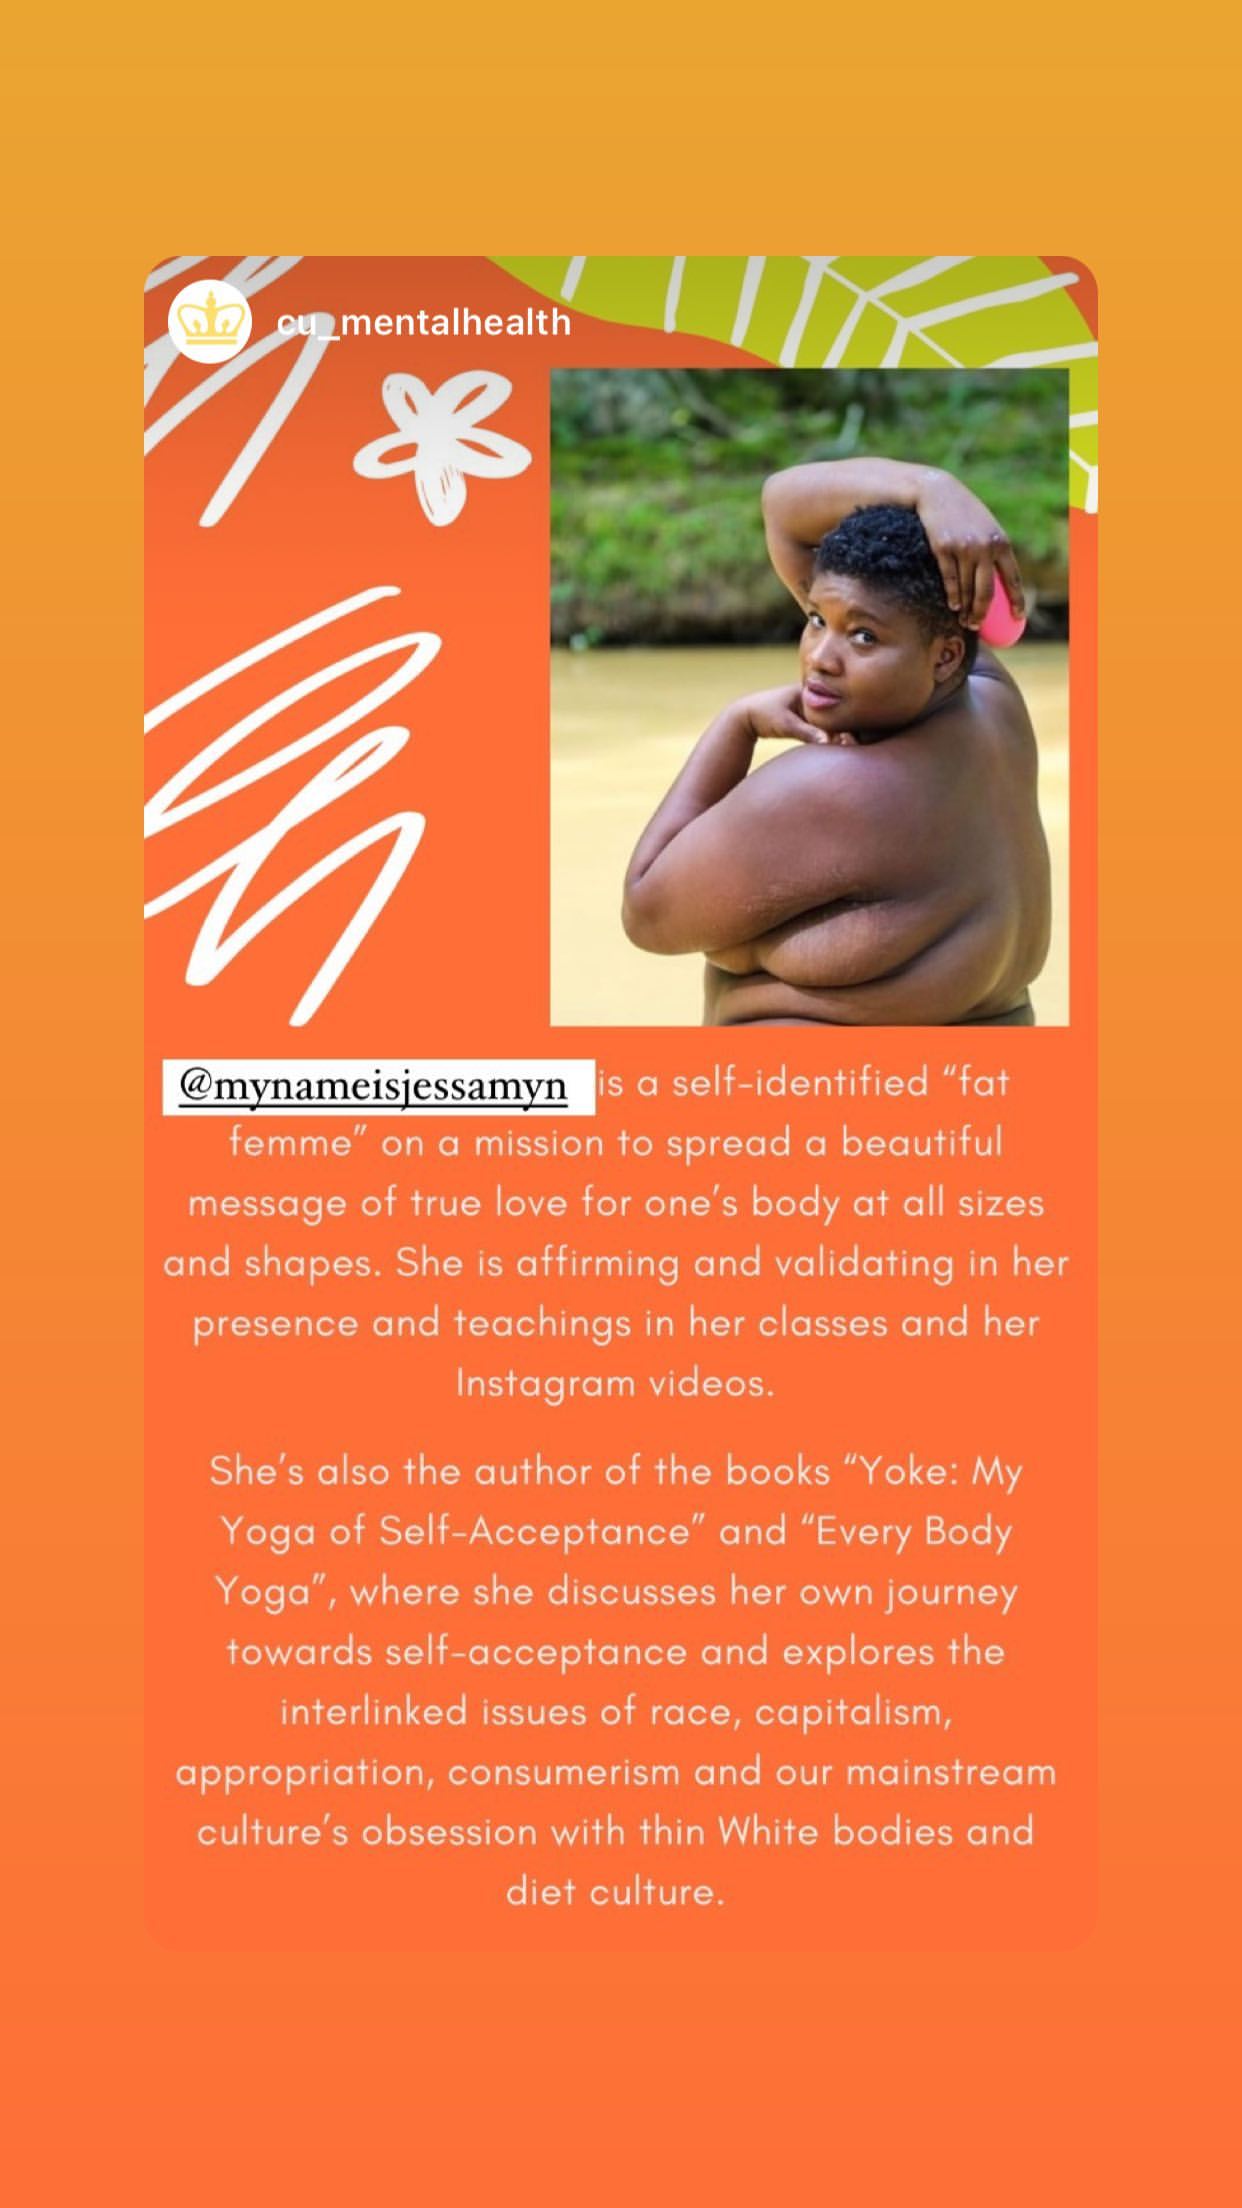 cu_mentalhealth
@mynameisjessamyn is a self-identified “fat
femme” on a mission to spread a beautiful
message of true love for one’s body at all sizes
and shapes. She is affirming and validating in her
presence and teachings in her classes and her
Instagram videos.
She’s also the author of the books “Yoke: My
Yoga of Self-Acceptance” and “Every Body
Yoga”, where she discusses her own journey
towards self-acceptance and explores the
interlinked issues of race, capitalism,
appropriation, consumerism and our mainstream
culture’s obsession with thin White bodies and
diet culture.